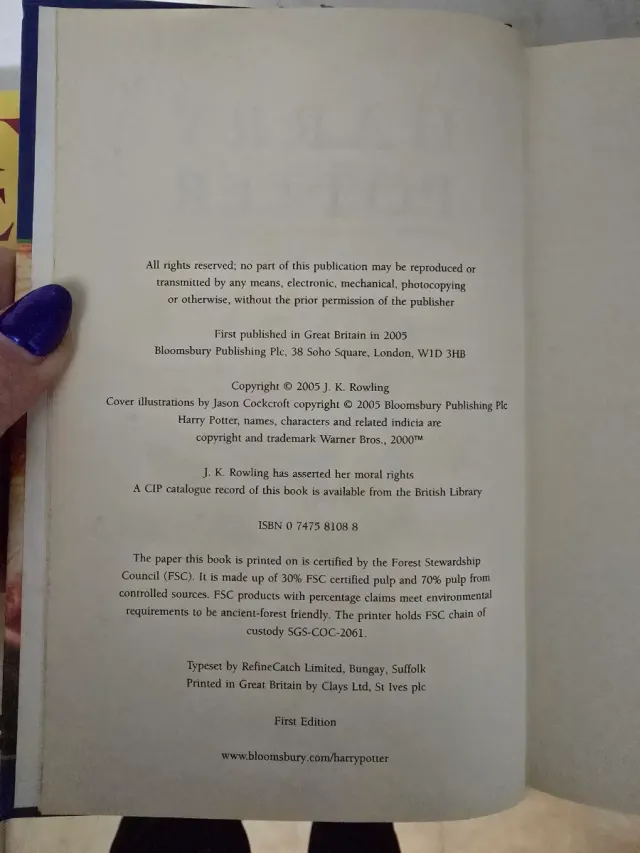 All rights reserved; no part of this publication may be reproduced or
transmitted by any means, electronic, mechanical, photocopying
or otherwise, without the prior permission of the publisher
First published in Great Britain in 2005
Bloomsbury Publishing Plc, 38 Soho Square, London, W1D 3HB
Copyright © 2005 J. K. Rowling
Cover illustrations by Jason Cockcroft copyright © 2005 Bloomsbury Publishing Plc
Harry Potter, names, characters and related indicia are
copyright and trademark Warner Bros., 2000™
J. K. Rowling has asserted her moral rights
A CIP catalogue record of this book is available from the British Library
ISBN 0 7475 8108 8
The paper this book is printed on is certified by the Forest Stewardship
Council (FSC). It is made up of 30% FSC certified pulp and 70% pulp from
controlled sources. FSC products with percentage claims meet environmental
requirements to be ancient-forest friendly. The printer holds FSC chain of
custody SGS-COC-2061.
Typeset by RefineCatch Limited, Bungay, Suffolk
Printed in Great Britain by Clays Ltd, St Ives plc
First Edition
www.bloomsbury.com/harrypotter